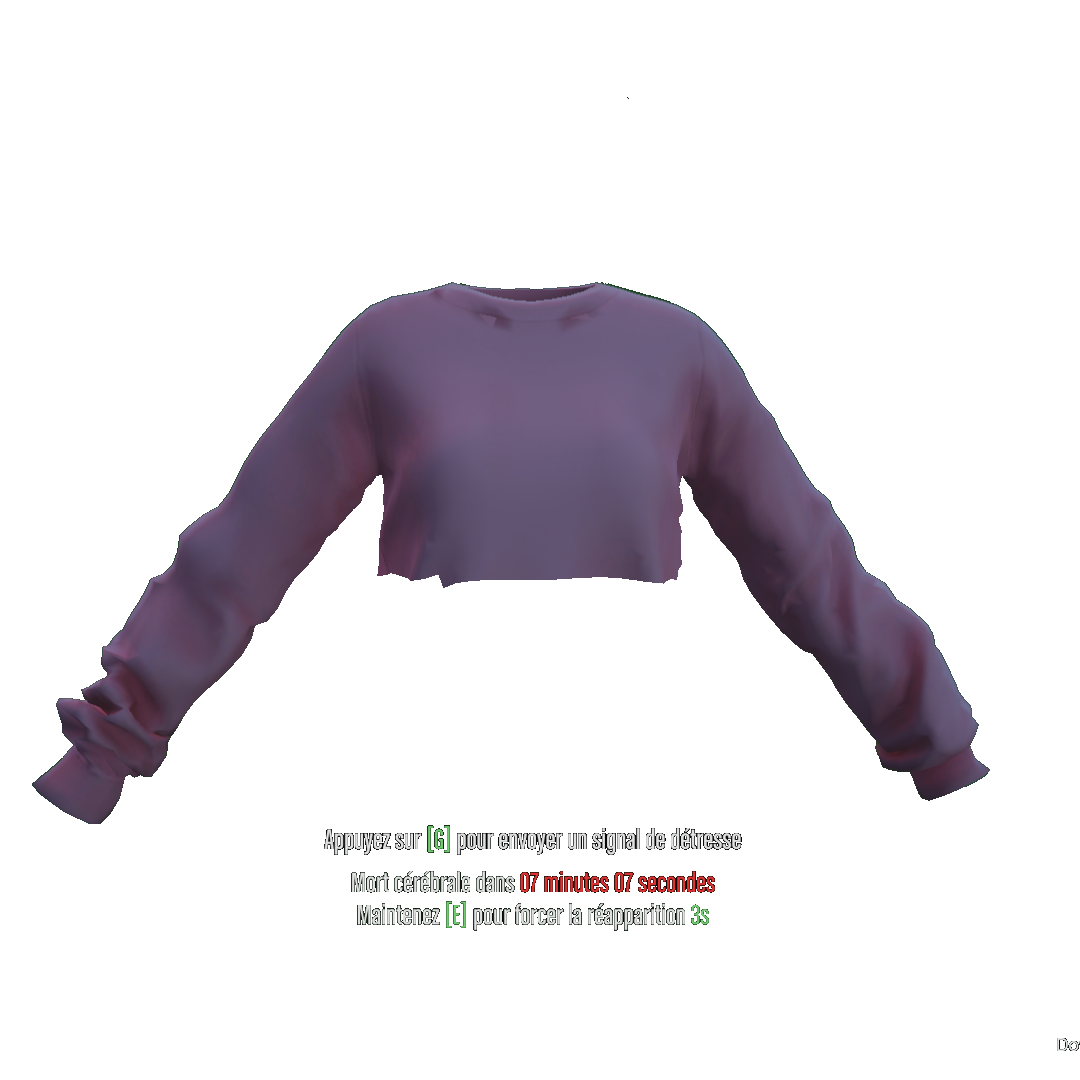 Appuyez sur [G] pour envoyer un signal de détresse
Mort cérébrale dans 07 minutes 07 secondes
Maintenez [E] pour forcer la réapparition 3s
Do